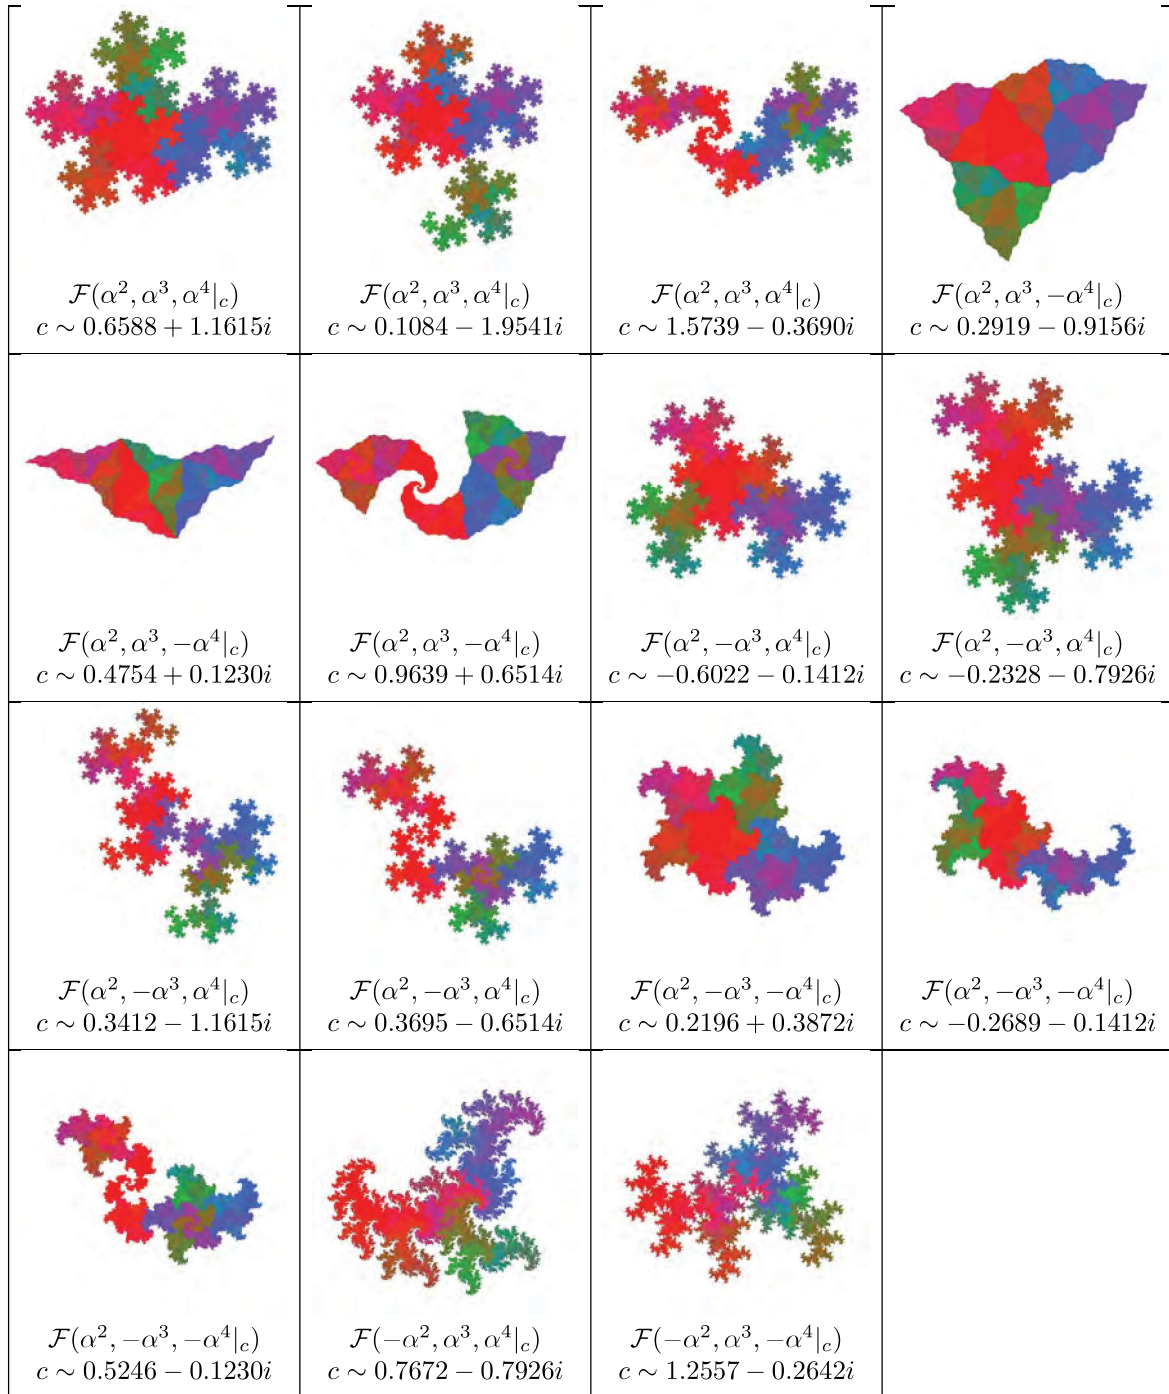 F(α², α³, α⁴|c)
c ∼ 0.6588 + 1.1615i
F(α², α³, α⁴|c)
c ∼ 0.1084 − 1.9541i
F(α², α³, α⁴|c)
c ∼ 1.5739 − 0.3690i
F(α², α³, −α⁴|c)
c ∼ 0.2919 − 0.9156i
F(α², α³, −α⁴|c)
c ∼ 0.4754 + 0.1230i
F(α², α³, −α⁴|c)
c ∼ 0.9639 + 0.6514i
F(α², −α³, α⁴|c)
c ∼ −0.6022 − 0.1412i
F(α², −α³, α⁴|c)
c ∼ −0.2328 − 0.7926i
F(α², −α³, α⁴|c)
c ∼ 0.3412 − 1.1615i
F(α², −α³, α⁴|c)
c ∼ 0.3695 − 0.6514i
F(α², −α³, −α⁴|c)
c ∼ 0.2196 + 0.3872i
F(α², −α³, −α⁴|c)
c ∼ −0.2689 − 0.1412i
F(α², −α³, −α⁴|c)
c ∼ 0.5246 − 0.1230i
F(−α², α³, α⁴|c)
c ∼ 0.7672 − 0.7926i
F(−α², α³, −α⁴|c)
c ∼ 1.2557 − 0.2642i